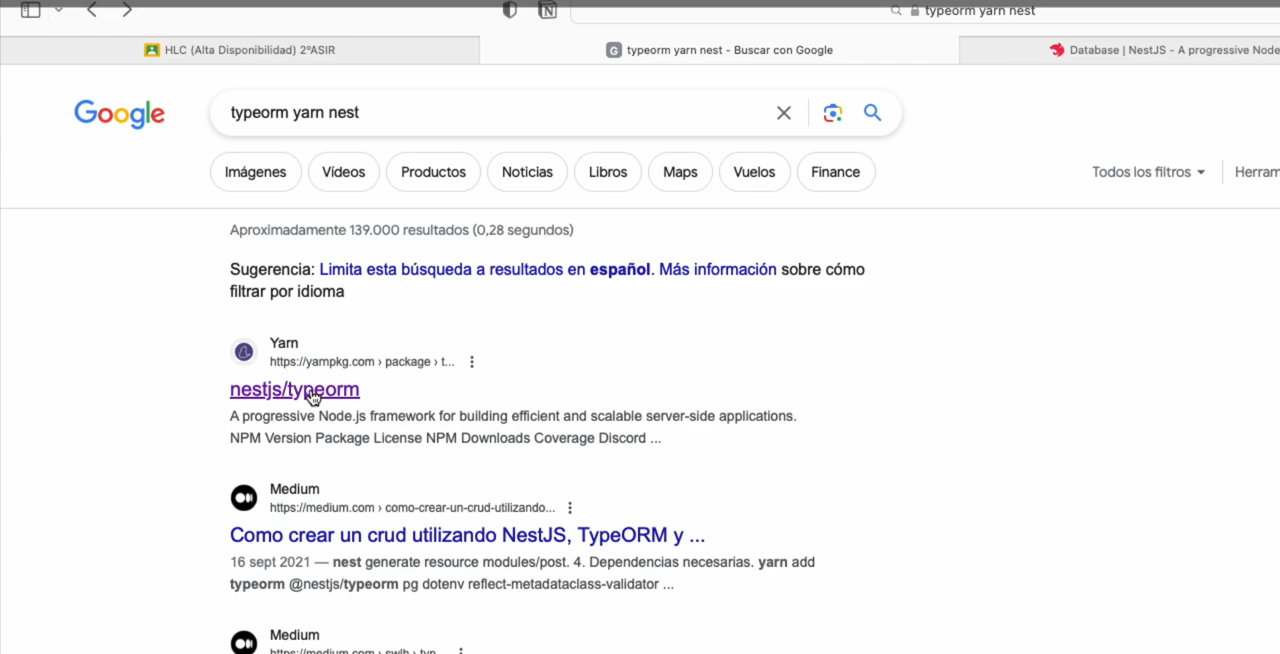 typeorm yarn nest
HLC (Alta Disponibilidad) 2ºASIR
typeorm yarn nest - Buscar con Google
Database | NestJS - A progressive Node
Google
typeorm yarn nest
Imágenes
Vídeos
Productos
Noticias
Libros
Maps
Vuelos
Finance
Todos los filtros
Herram
Aproximadamente 139.000 resultados (0,28 segundos)
Sugerencia: Limita esta búsqueda a resultados en español. Más información sobre cómo
filtrar por idioma
Yarn
https://yarnpkg.com › package › t...
nestjs/typeorm
A progressive Node.js framework for building efficient and scalable server-side applications.
NPM Version Package License NPM Downloads Coverage Discord ...
Medium
https://medium.com › como-crear-un-crud-utilizando...
Como crear un crud utilizando NestJS, TypeORM y ...
16 sept 2021 — nest generate resource modules/post. 4. Dependencias necesarias. yarn add
typeorm @nestjs/typeorm pg dotenv reflect-metadataclass-validator ...
Medium
https://medium.com › swlh › typ...